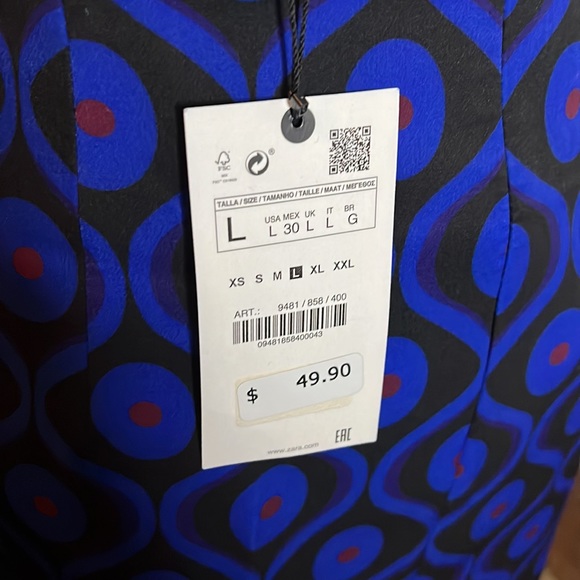 FSC
TALLA / SIZE / TAMANHO / TAILLE / MAAT / ΜΕΓΕΘΟΣ
L
USA MEX UK IT BR
L 30 L L G
XS S M L XL XXL
ART.: 9481 / 858 / 400
09481858400043
$ 49.90
www.zara.com
EAC